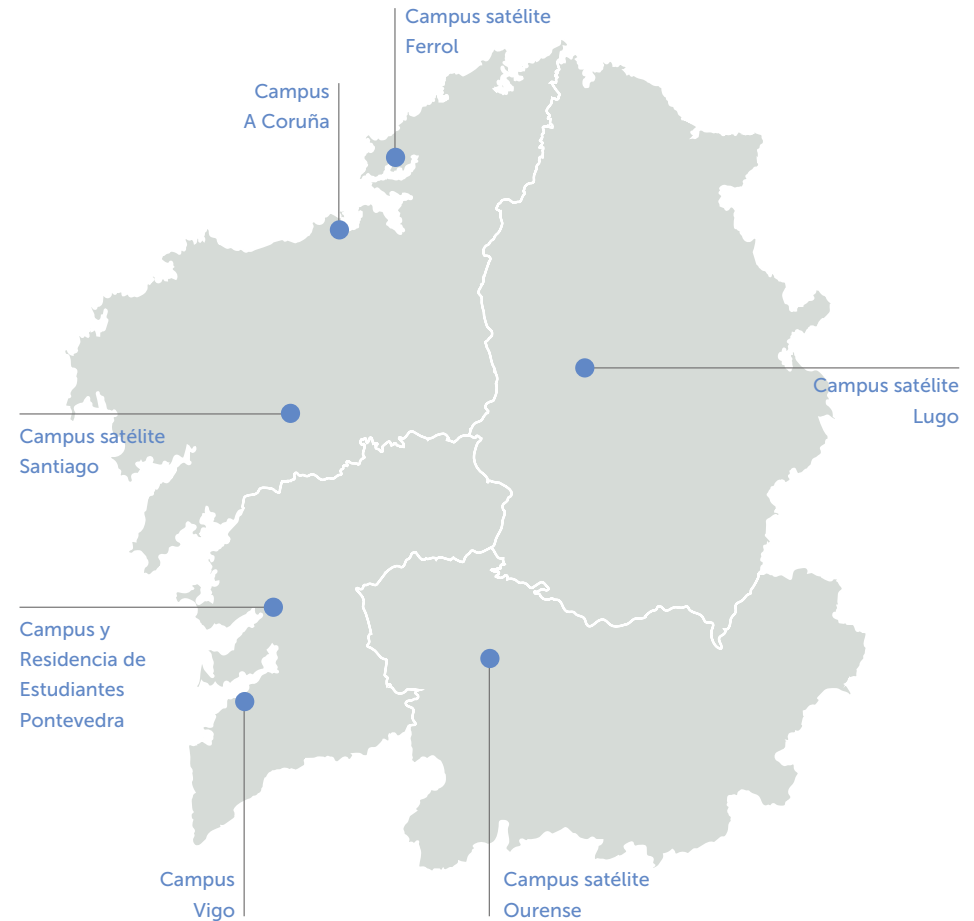 Campus satélite
Ferrol
Campus
A Coruña
Campus satélite
Lugo
Campus satélite
Santiago
Campus y
Residencia de
Estudiantes
Pontevedra
Campus
Vigo
Campus satélite
Ourense